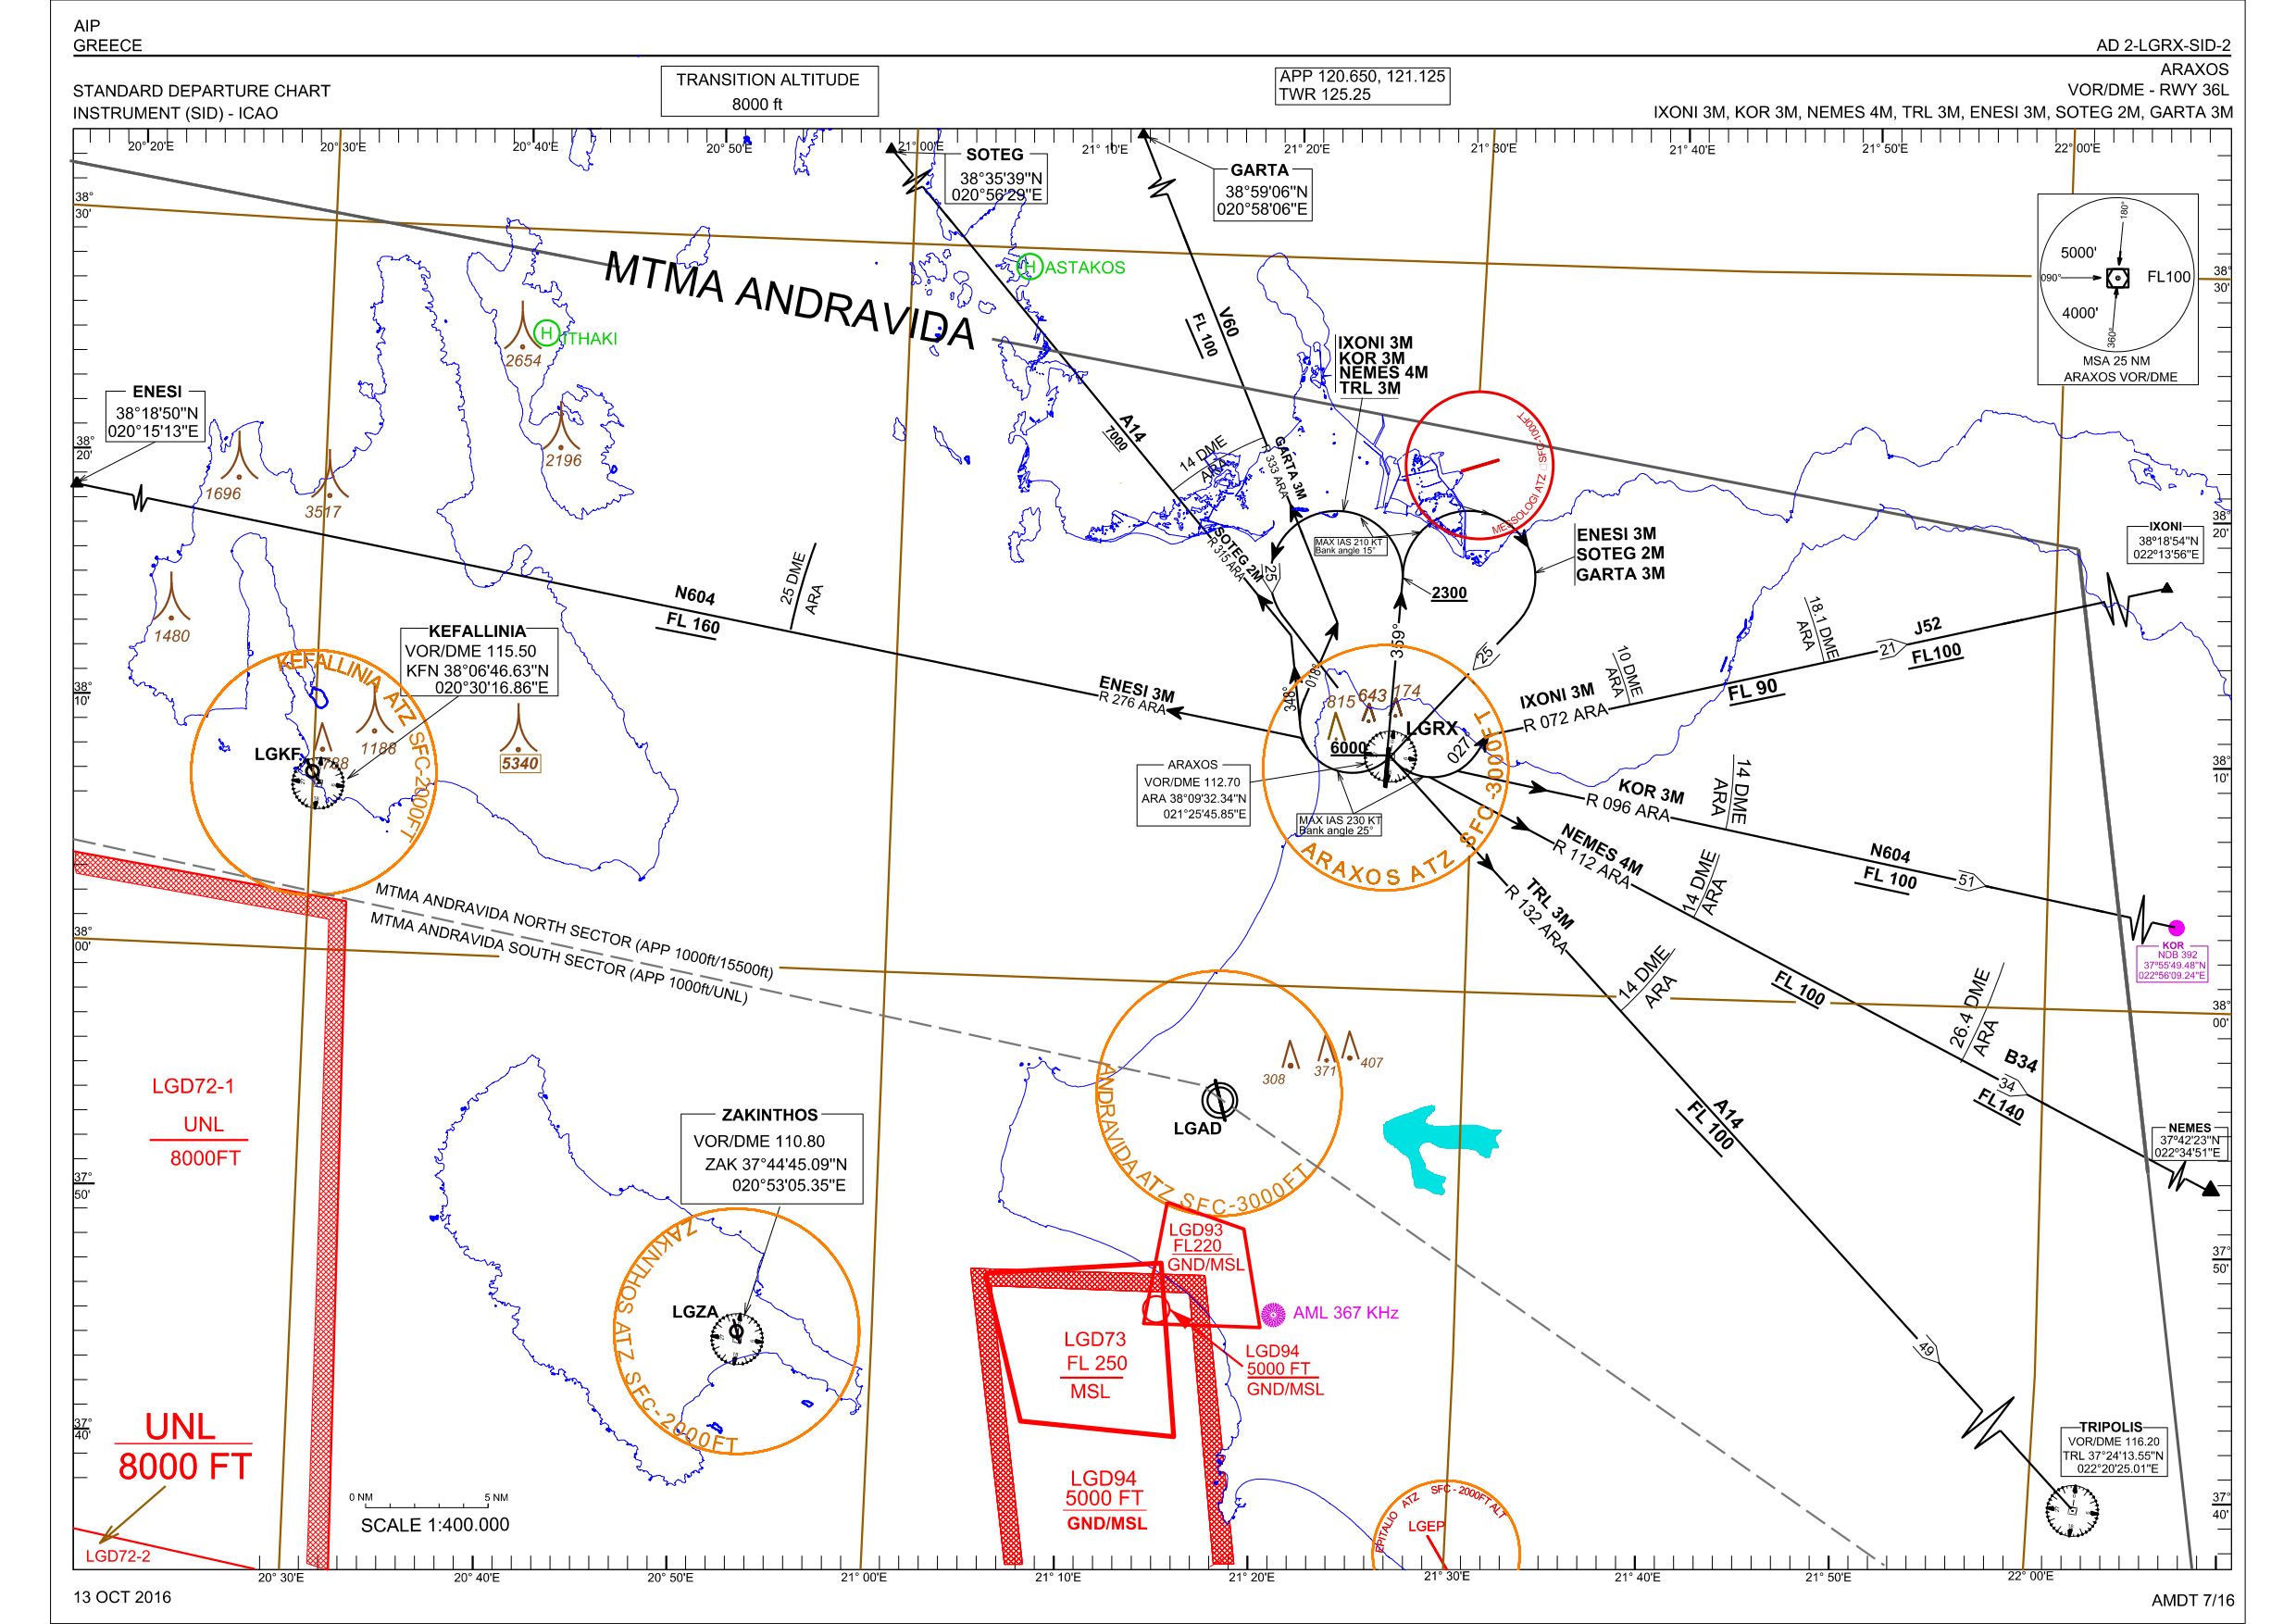 AIP
GREECE
AD 2-LGRX-SID-2
STANDARD DEPARTURE CHART
INSTRUMENT (SID) - ICAO
TRANSITION ALTITUDE
8000 ft
APP 120.650, 121.125
TWR 125.25
ARAXOS
VOR/DME - RWY 36L
IXONI 3M, KOR 3M, NEMES 4M, TRL 3M, ENESI 3M, SOTEG 2M, GARTA 3M
20° 20'E
20° 30'E
20° 40'E
20° 50'E
21° 00'E
21° 10'E
21° 20'E
21° 30'E
21° 40'E
21° 50'E
22° 00'E
SOTEG
38°35'39"N
020°56'29"E
GARTA
38°59'06"N
020°58'06"E
38°
30'
MTMA ANDRAVIDA
ASTAKOS
H
ITHAKI
H
2654
2196
1696
3517
1480
ENESI
38°18'50"N
020°15'13"E
38°
20'
180°
5000'
090°
FL100
4000'
360°
MSA 25 NM
ARAXOS VOR/DME
38°
30'
V60
FL 100
A14
7000
14 DME
ARA
GARTA 3M
R 333 ARA
SOTEG 2M
R 315 ARA
IXONI 3M
KOR 3M
NEMES 4M
TRL 3M
MESSOLOGI ATZ SFC-1000FT
MAX IAS 210 KT
Bank angle 15°
ENESI 3M
SOTEG 2M
GARTA 3M
2300
25
25
359°
018°
348°
027°
IXONI
38°18'54"N
022°13'56"E
38°
20'
N604
FL 160
25 DME
ARA
ENESI 3M
R 276 ARA
KEFALLINIA
VOR/DME 115.50
KFN 38°06'46.63"N
020°30'16.86"E
KEFALLINIA ATZ SFC-2000FT
LGKF
788
1188
5340
38°
10'
815
643
174
6000
LGRX
ARAXOS
VOR/DME 112.70
ARA 38°09'32.34"N
021°25'45.85"E
MAX IAS 230 KT
Bank angle 25°
ARAXOS ATZ SFC -3000FT
IXONI 3M
R 072 ARA
10 DME
ARA
FL 90
18.1 DME
ARA
21
J52
FL100
38°
10'
KOR 3M
R 096 ARA
14 DME
ARA
N604
FL 100
51
KOR
NDB 392
37°55'49.48"N
022°56'09.24"E
NEMES 4M
R 112 ARA
14 DME
ARA
FL 100
26.4 DME
ARA
B34
34
FL140
NEMES
37°42'23"N
022°34'51"E
TRL 3M
R 132 ARA
14 DME
ARA
A14
FL 100
49
TRIPOLIS
VOR/DME 116.20
TRL 37°24'13.55"N
022°20'25.01"E
38°
00'
38°
00'
MTMA ANDRAVIDA NORTH SECTOR (APP 1000ft/15500ft)
MTMA ANDRAVIDA SOUTH SECTOR (APP 1000ft/UNL)
308
371
407
LGAD
ANDRAVIDA ATZ SFC-3000FT
LGD72-1
UNL
8000FT
37°
50'
37°
50'
ZAKINTHOS
VOR/DME 110.80
ZAK 37°44'45.09"N
020°53'05.35"E
ZAKINTHOS ATZ SFC-2000FT
LGZA
LGD93
FL220
GND/MSL
AML 367 KHz
LGD73
FL 250
MSL
LGD94
5000 FT
GND/MSL
LGD94
5000 FT
GND/MSL
37°
40'
37°
40'
UNL
8000 FT
LGD72-2
0 NM
5 NM
SCALE 1:400.000
EPITALIO ATZ SFC - 2000FT ALT
LGEP
20° 30'E
20° 40'E
20° 50'E
21° 00'E
21° 10'E
21° 20'E
21° 30'E
21° 40'E
21° 50'E
22° 00'E
13 OCT 2016
AMDT 7/16